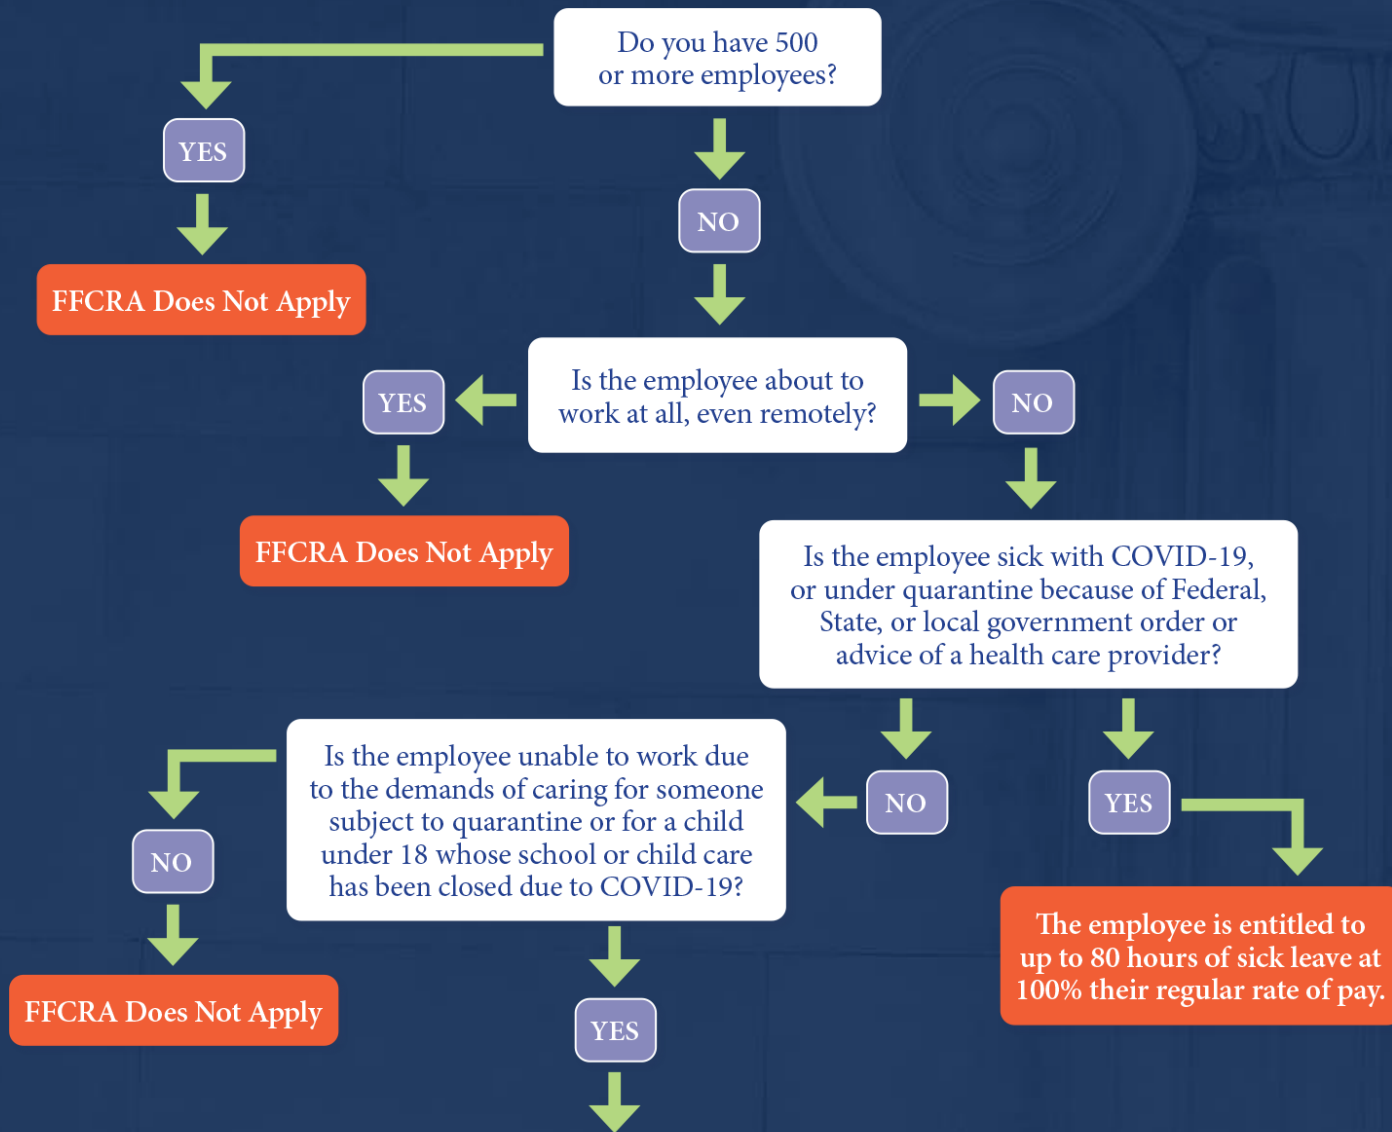 Do you have 500
or more employees?
YES
NO
FFCRA Does Not Apply
Is the employee about to
work at all, even remotely?
YES
NO
FFCRA Does Not Apply
Is the employee sick with COVID-19,
or under quarantine because of Federal,
State, or local government order or
advice of a health care provider?
Is the employee unable to work due
to the demands of caring for someone
subject to quarantine or for a child
under 18 whose school or child care
has been closed due to COVID-19?
NO
YES
NO
The employee is entitled to
up to 80 hours of sick leave at
100% their regular rate of pay.
FFCRA Does Not Apply
YES